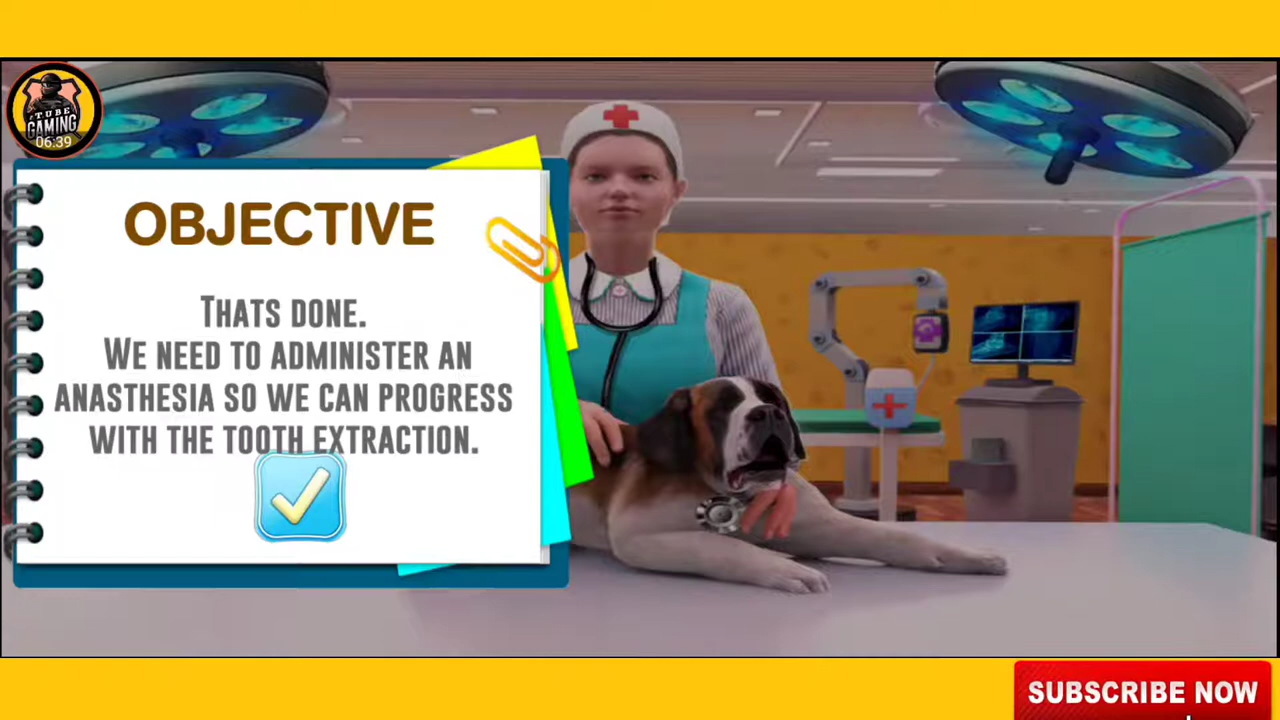 TUBE
GAMING
06:39
OBJECTIVE
THATS DONE.
WE NEED TO ADMINISTER AN
ANASTHESIA SO WE CAN PROGRESS
WITH THE TOOTH EXTRACTION.
SUBSCRIBE NOW